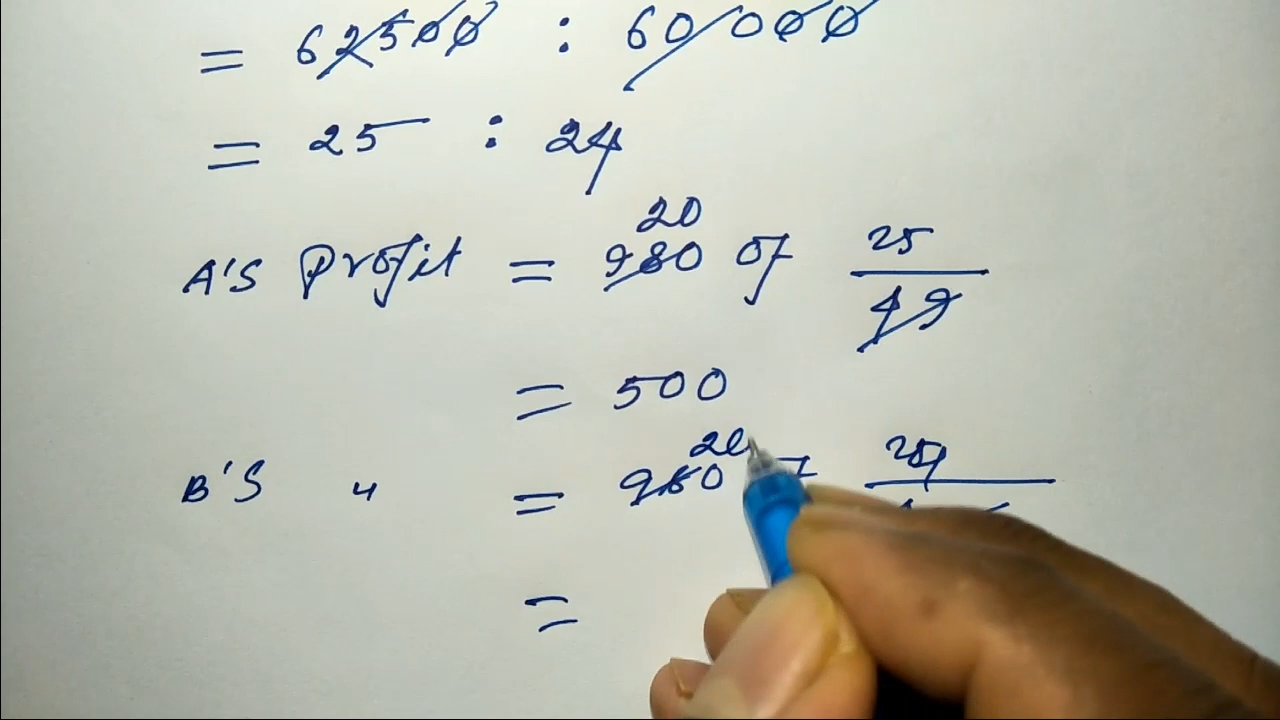 = 62500 : 60000
= 25 : 24
A'S Profit = 980 of 25/49 20
= 500
B'S " = 980 20
=